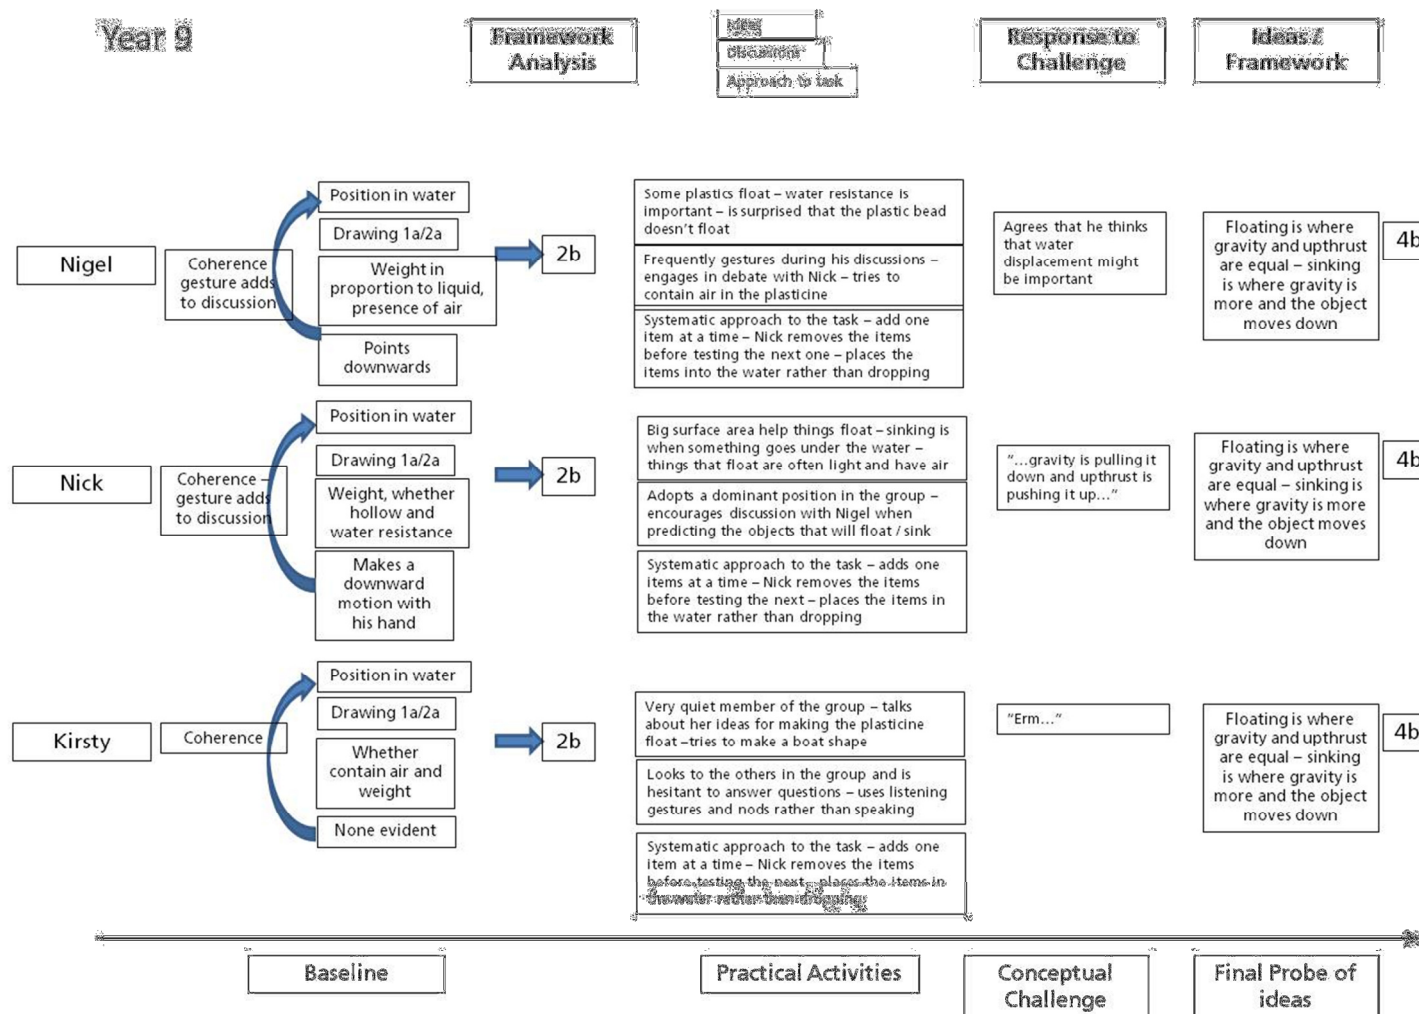 Year 9
Framework
Analysis
Ideas
Discussions
Approach to task
Response to
Challenge
Ideas /
Framework
Nigel
Coherence
gesture adds
to discussion
Position in water
Drawing 1a/2a
Weight in
proportion to liquid,
presence of air
Points
downwards
2b
Some plastics float – water resistance is
important – is surprised that the plastic bead
doesn't float
Frequently gestures during his discussions –
engages in debate with Nick – tries to
contain air in the plasticine
Systematic approach to the task – add one
item at a time – Nick removes the items
before testing the next one – places the
items into the water rather than dropping
Agrees that he thinks
that water
displacement might
be important
Floating is where
gravity and upthrust
are equal – sinking
is where gravity is
more and the object
moves down
4b
Nick
Coherence –
gesture adds
to discussion
Position in water
Drawing 1a/2a
Weight, whether
hollow and
water resistance
Makes a
downward
motion with
his hand
2b
Big surface area help things float – sinking is
when something goes under the water –
things that float are often light and have air
Adopts a dominant position in the group –
encourages discussion with Nigel when
predicting the objects that will float / sink
Systematic approach to the task – adds one
items at a time – Nick removes the items
before testing the next – places the items in
the water rather than dropping
"…gravity is pulling it
down and upthrust is
pushing it up…"
Floating is where
gravity and upthrust
are equal – sinking is
where gravity is more
and the object moves
down
4b
Kirsty
Coherence
Position in water
Drawing 1a/2a
Whether
contain air and
weight
None evident
2b
Very quiet member of the group – talks
about her ideas for making the plasticine
float –tries to make a boat shape
Looks to the others in the group and is
hesitant to answer questions – uses listening
gestures and nods rather than speaking
Systematic approach to the task – adds one
item at a time – Nick removes the items
before testing the next – places the items in
the water rather than dropping
"Erm…"
Floating is where
gravity and upthrust
are equal – sinking
is where gravity is
more and the object
moves down
4b
Baseline
Practical Activities
Conceptual
Challenge
Final Probe of
ideas